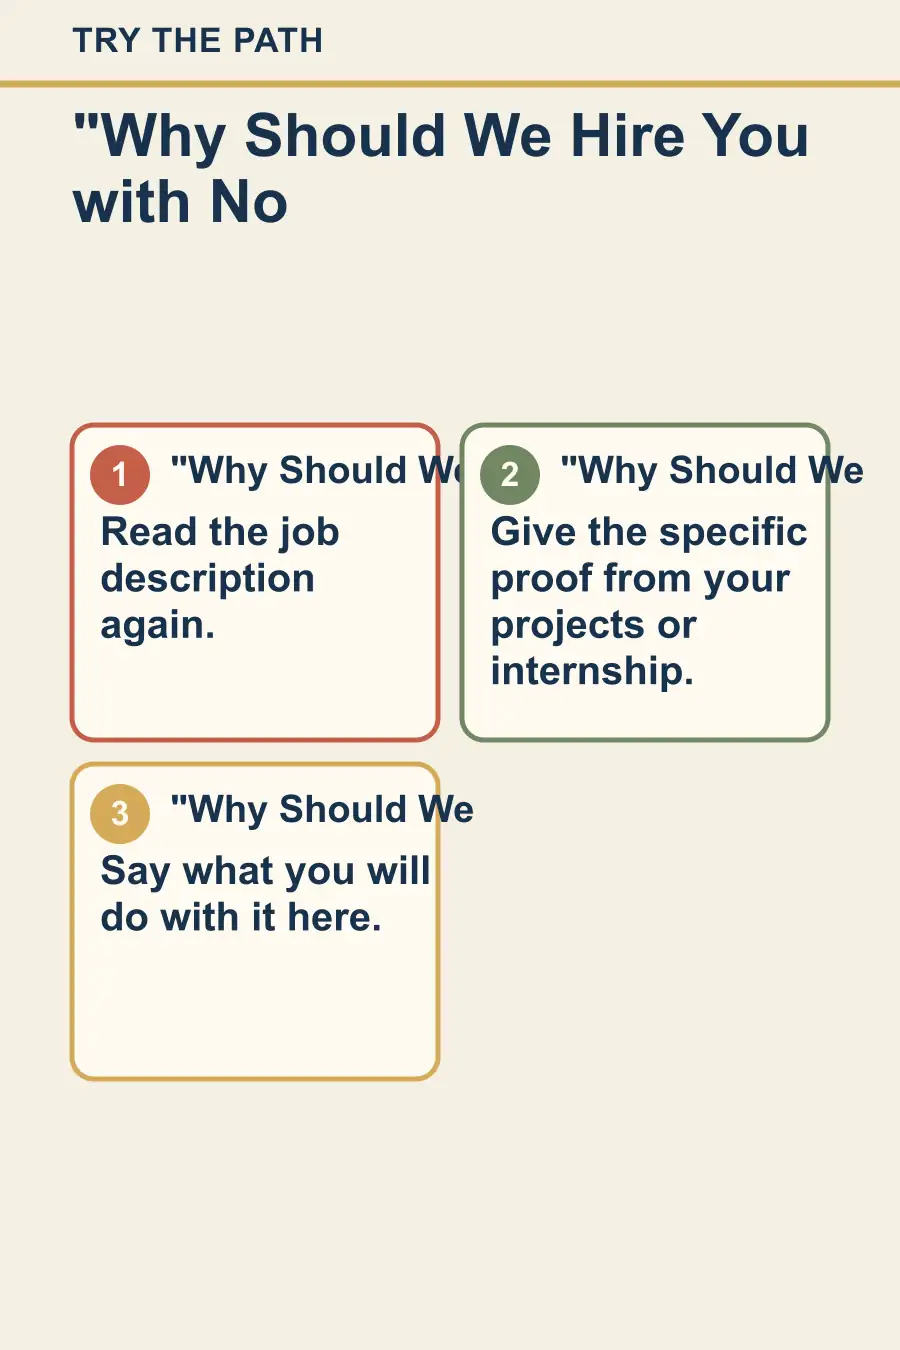 TRY THE PATH
"Why Should We Hire You
with No
1
"Why Should We
Read the job
description
again.
2
"Why Should We
Give the specific
proof from your
projects or
internship.
3
"Why Should We
Say what you will
do with it here.